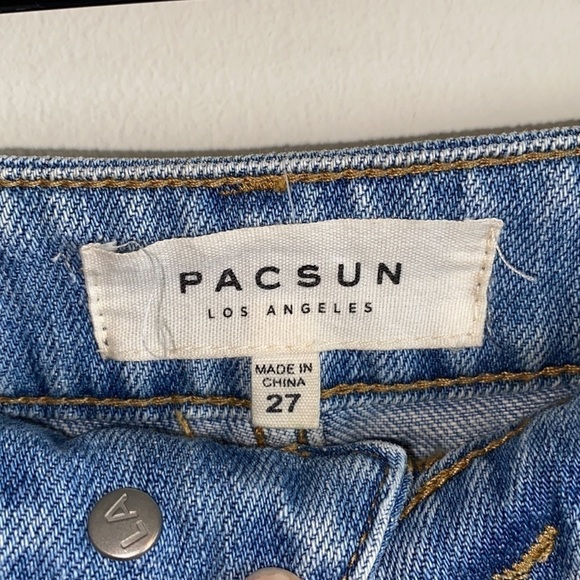 PACSUN
LOS ANGELES
MADE IN
CHINA
27
LA